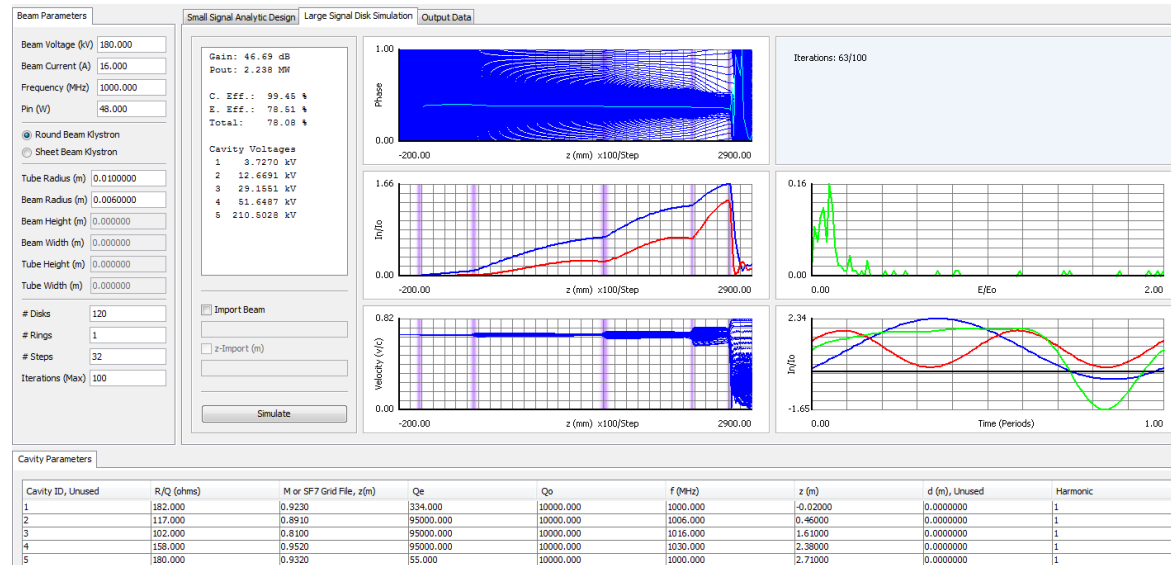 Beam Parameters
Beam Voltage (kV) 180.000
Beam Current (A) 16.000
Frequency (MHz) 1000.000
Pin (W) 48.000
Round Beam Klystron
Sheet Beam Klystron
Tube Radius (m) 0.0100000
Beam Radius (m) 0.0060000
Beam Height (m) 0.000000
Beam Width (m) 0.000000
Tube Height (m) 0.000000
Tube Width (m) 0.000000
# Disks 120
# Rings 1
# Steps 32
Iterations (Max) 100
Small Signal Analytic Design Large Signal Disk Simulation Output Data
Gain: 46.69 dB
Pout: 2.238 MW
C. Eff.: 99.45 %
E. Eff.: 78.51 %
Total: 78.08 %
Cavity Voltages
1 3.7270 kV
2 12.6691 kV
3 29.1551 kV
4 51.6487 kV
5 210.5028 kV
Import Beam
z-Import (m)
Simulate
1.00
Phase
0.00
-200.00 z (mm) x100/Step 2900.00
1.66
In/Io
0.00
-200.00 z (mm) x100/Step 2900.00
0.82
Velocity (v/c)
0.00
-200.00 z (mm) x100/Step 2900.00
Iterations: 63/100
0.16
0.00
0.00 E/Eo 2.00
2.34
In/Io
-1.65
0.00 Time (Periods) 1.00
Cavity Parameters
Cavity ID, Unused R/Q (ohms) M or SF7 Grid File, z(m) Qe Qo f (MHz) z (m) d (m), Unused Harmonic
1 182.000 0.9230 334.000 10000.000 1000.000 -0.02000 0.0000000 1
2 117.000 0.8910 95000.000 10000.000 1006.000 0.46000 0.0000000 1
3 102.000 0.8100 95000.000 10000.000 1016.000 1.61000 0.0000000 1
4 158.000 0.9520 95000.000 10000.000 1030.000 2.38000 0.0000000 1
5 180.000 0.9320 55.000 10000.000 1000.000 2.71000 0.0000000 1